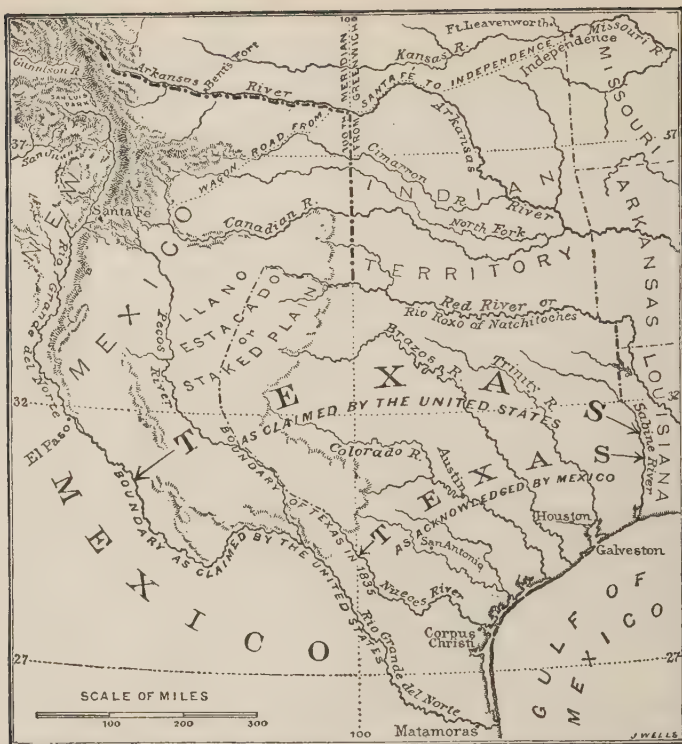 100
Ft. Leavenworth
Missouri R.
Kansas R.
Independence
Gunnison R.
Arkansas
River
Bent's Fort
SAN LUIS
PARK
MERIDIAN
FROM GREENWICH
WAGON ROAD FROM SANTA FE TO INDEPENDENCE
MISSOURI
37
37
San Juan R.
Arkansas
River
Cimarron
R.
INDIAN
TERRITORY
NEW
MEXICO
Santa Fe
Canadian R.
North Fork
ARKANSAS
Rio Grande del Norte
Pecos River
LLANO
ESTACADO
or
STAKED PLAIN
Red River or
Rio Roxo of Natchitoches
LOUISIANA
Brazos R.
Trinity R.
TEXAS
AS CLAIMED BY THE UNITED STATES
32
32
El Paso
Colorado R.
Sabine River
BOUNDARY OF TEXAS IN 1835
Austin
TEXAS
AS ACKNOWLEDGED BY MEXICO
Houston
Galveston
San Antonio
BOUNDARY AS CLAIMED BY THE UNITED STATES
MEXICO
Nueces River
Corpus
Christi
Rio Grande del Norte
GULF OF
MEXICO
27
27
SCALE OF MILES
100 200 300
100
Matamoras
J WELLS